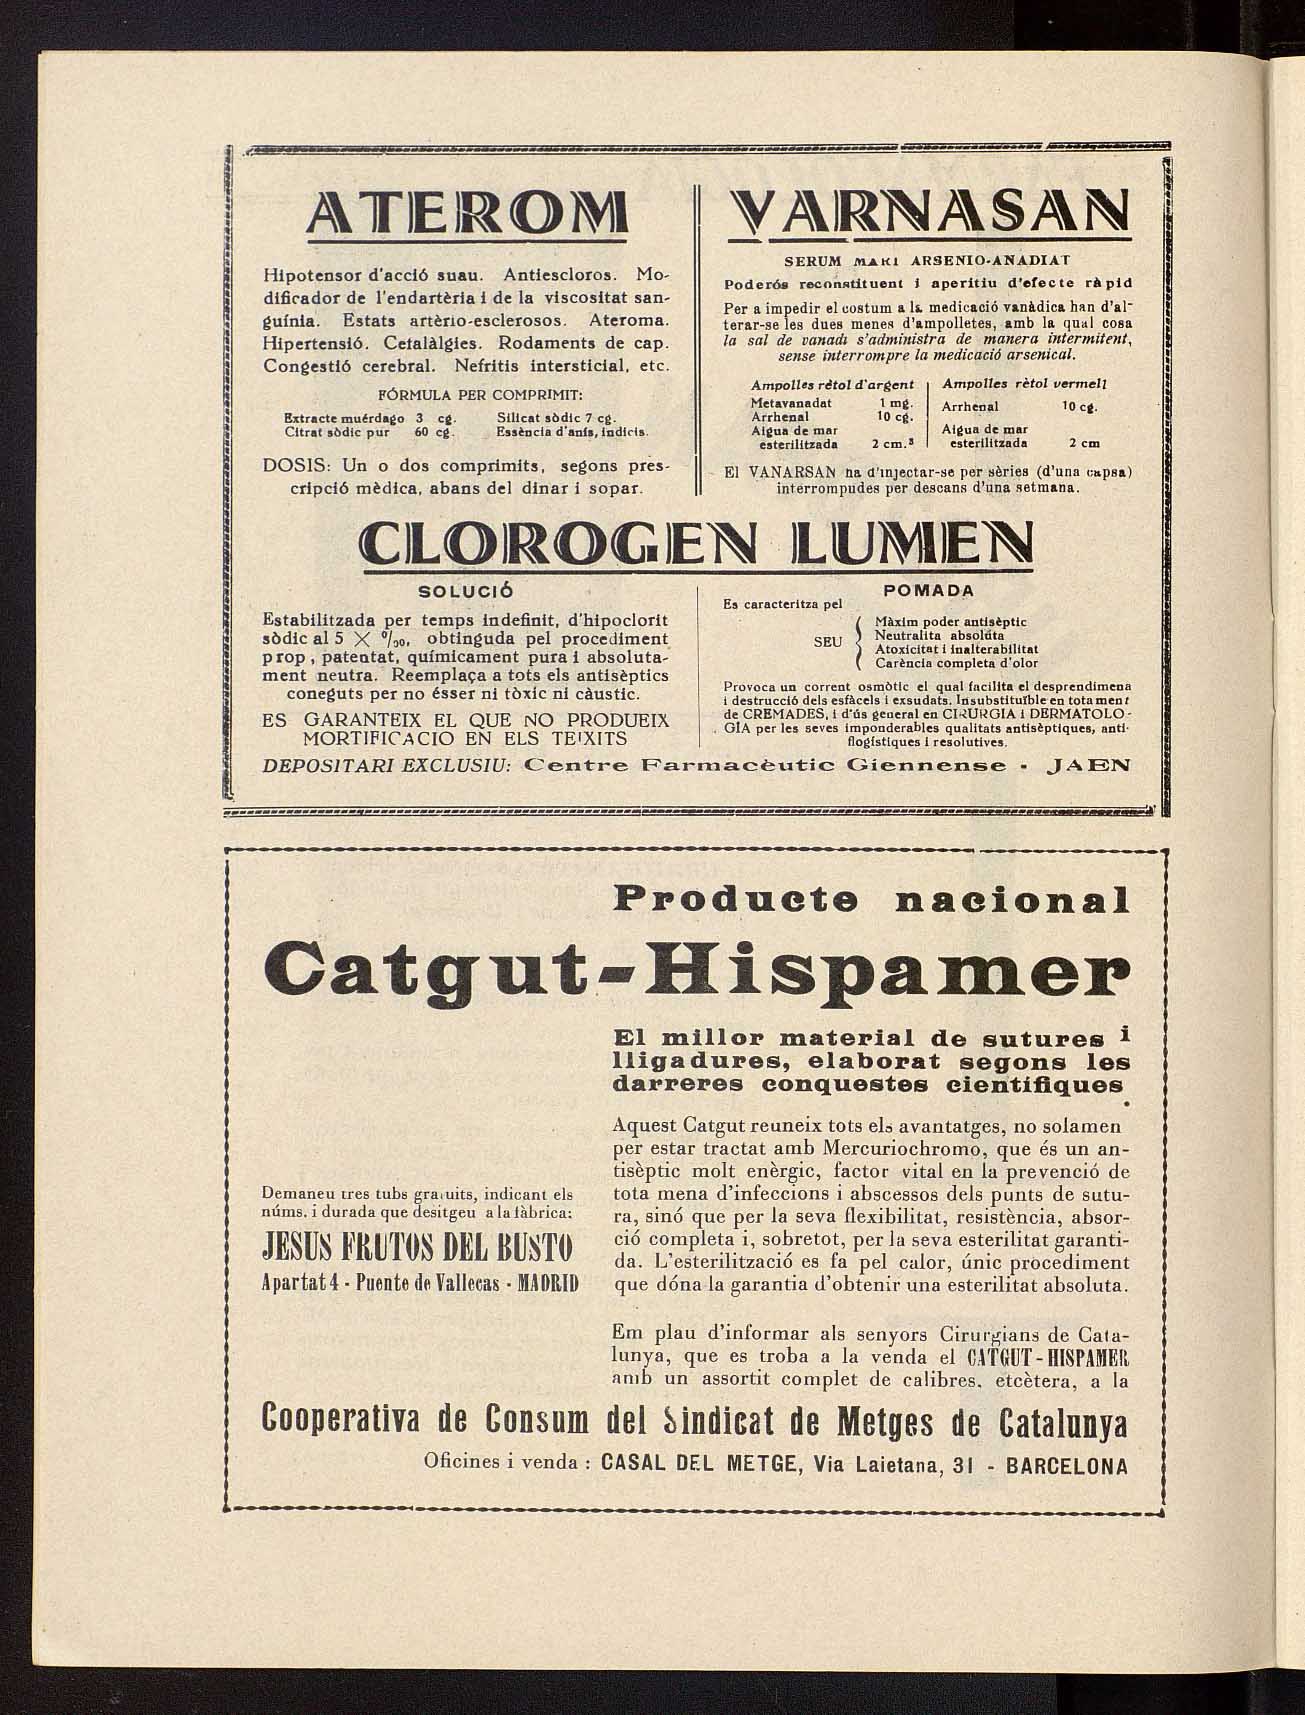 ATEROM
Hipotensor d'acció suau. Antiescloros. Mo-
dificador de l'endartèria i de la viscositat san-
guínia. Estats artèrio-esclerosos. Ateroma.
Hipertensió. Cefalàlgies. Rodaments de cap.
Congestió cerebral. Nefritis intersticial, etc.
FÓRMULA PER COMPRIMIT:
Extracte muérdago 3 cg. Silicat sòdic 7 cg.
Citrat sòdic pur 60 cg. Essència d'anís, indicis.
DOSIS: Un o dos comprimits, segons pres-
cripció mèdica, abans del dinar i sopar.
VARNASAN
SERUM MARI ARSENIO-ANADIAT
Poderós reconstituent i aperitiu d'efecte ràpid
Per a impedir el costum a la medicació vanàdica han d'al-
terar-se les dues menes d'ampolletes, amb la qual cosa
la sal de vanadi s'administra de manera intermitent,
sense interrompre la medicació arsenical.
Ampolles rètol d'argent
Metavanadat 1 mg.
Arrhenal 10 cg.
Aigua de mar
esterilitzada 2 cm.³
Ampolles rètol vermell
Arrhenal 10 cg.
Aigua de mar
esterilitzada 2 cm
El VANARSAN ha d'injectar-se per sèries (d'una capsa)
interrompudes per descans d'una setmana.
CLOROGEN LUMEN
SOLUCIÓ
Estabilitzada per temps indefinit, d'hipoclorit
sòdic al 5 X º/₀₀, obtinguda pel procediment
prop, patentat, químicament pura i absoluta-
ment neutra. Reemplaça a tots els antisèptics
coneguts per no ésser ni tòxic ni càustic.
ES GARANTEIX EL QUE NO PRODUEIX
MORTIFICACIO EN ELS TEIXITS
POMADA
Es caracteritza pel
SEU
Màxim poder antisèptic
Neutralita absoluta
Atoxicitat i inalterabilitat
Carència completa d'olor
Provoca un corrent osmòtic el qual facilita el desprendimena
i destrucció dels esfàcels i exsudats. Insubstituïble en totament
de CREMADES, i d'ús general en CIRURGIA i DERMATOLO-
GIA per les seves imponderables qualitats antisèptiques, anti-
flogístiques i resolutives.
DEPOSITARI EXCLUSIU: Centre Farmacèutic Giennense - JAEN
Producte nacional
Catgut-Hispamer
El millor material de sutures i
lligadures, elaborat segons les
darreres conquestes científiques.
Aquest Catgut reuneix tots els avantatges, no solamen
per estar tractat amb Mercuriochromo, que és un an-
tisèptic molt enèrgic, factor vital en la prevenció de
tota mena d'infeccions i abscessos dels punts de sutu-
ra, sinó que per la seva flexibilitat, resistència, absor-
ció completa i, sobretot, per la seva esterilitat garanti-
da. L'esterilització es fa pel calor, únic procediment
que dóna la garantia d'obtenir una esterilitat absoluta.
Demaneu tres tubs gratuits, indicant els
núms. i durada que desitgeu a la fàbrica:
JESUS FRUTOS DEL BUSTO
Apartat 4 - Puente de Vallecas - MADRID
Em plau d'informar als senyors Cirurgians de Cata-
lunya, que es troba a la venda el CATGUT-HISPAMER
amb un assortit complet de calibres, etcètera, a la
Cooperativa de Consum del Sindicat de Metges de Catalunya
Oficines i venda: CASAL DEL METGE, Via Laietana, 31 - BARCELONA